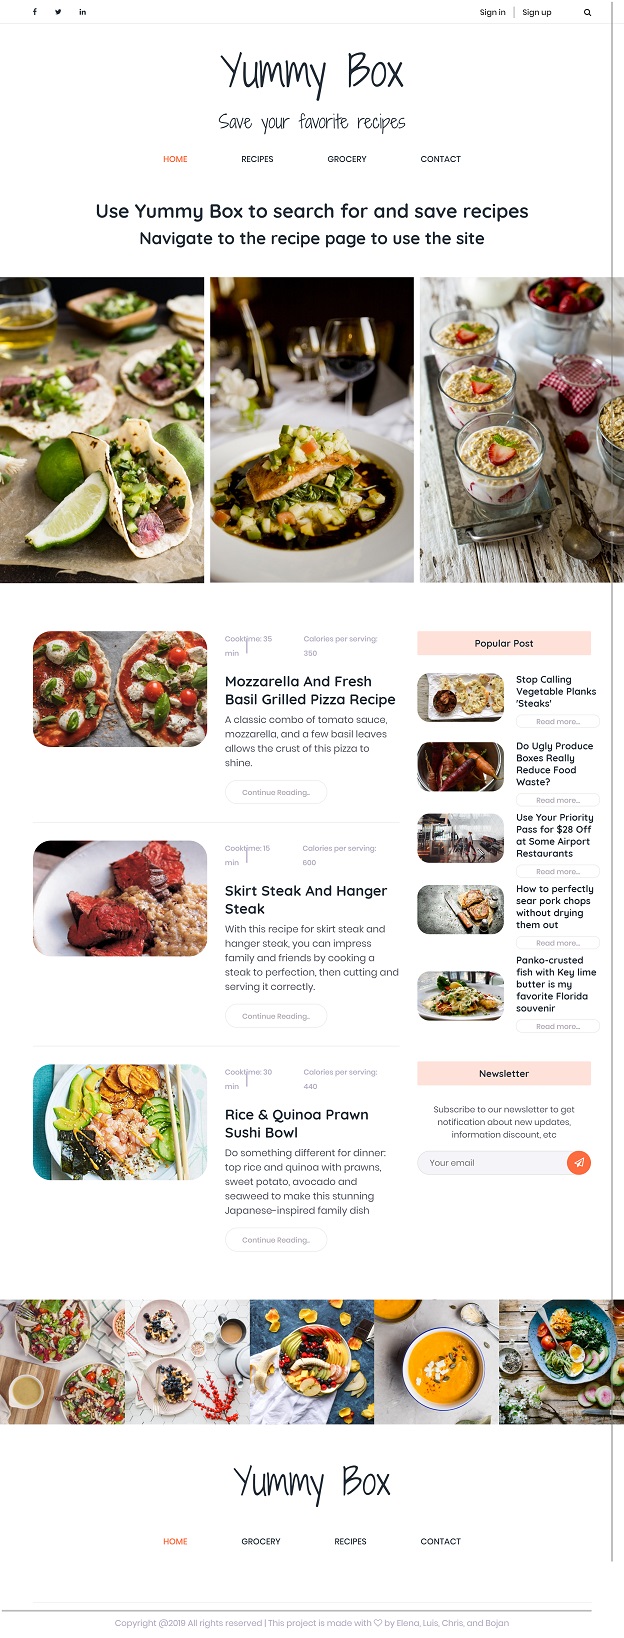 Sign in Sign up
Yummy Box
Save your favorite recipes
HOME RECIPES GROCERY CONTACT
Use Yummy Box to search for and save recipes
Navigate to the recipe page to use the site
Cooktime: 35
min
Calories per serving:
350
Mozzarella And Fresh
Basil Grilled Pizza Recipe
A classic combo of tomato sauce,
mozzarella, and a few basil leaves
allows the crust of this pizza to
shine.
Continue Reading..
Cooktime: 15
min
Calories per serving:
600
Skirt Steak And Hanger
Steak
With this recipe for skirt steak and
hanger steak, you can impress
family and friends by cooking a
steak to perfection, then cutting and
serving it correctly.
Continue Reading..
Cooktime: 30
min
Calories per serving:
440
Rice & Quinoa Prawn
Sushi Bowl
Do something different for dinner:
top rice and quinoa with prawns,
sweet potato, avocado and
seaweed to make this stunning
Japanese-inspired family dish
Continue Reading..
Popular Post
Stop Calling
Vegetable Planks
'Steaks'
Read more...
Do Ugly Produce
Boxes Really
Reduce Food
Waste?
Read more...
Use Your Priority
Pass for $28 Off
at Some Airport
Restaurants
Read more...
How to perfectly
sear pork chops
without drying
them out
Read more...
Panko-crusted
fish with Key lime
butter is my
favorite Florida
souvenir
Read more...
Newsletter
Subscribe to our newsletter to get
notification about new updates,
information discount, etc
Your email
Yummy Box
HOME GROCERY RECIPES CONTACT
Copyright @2019 All rights reserved | This project is made with ♡ by Elena, Luis, Chris, and Bojan